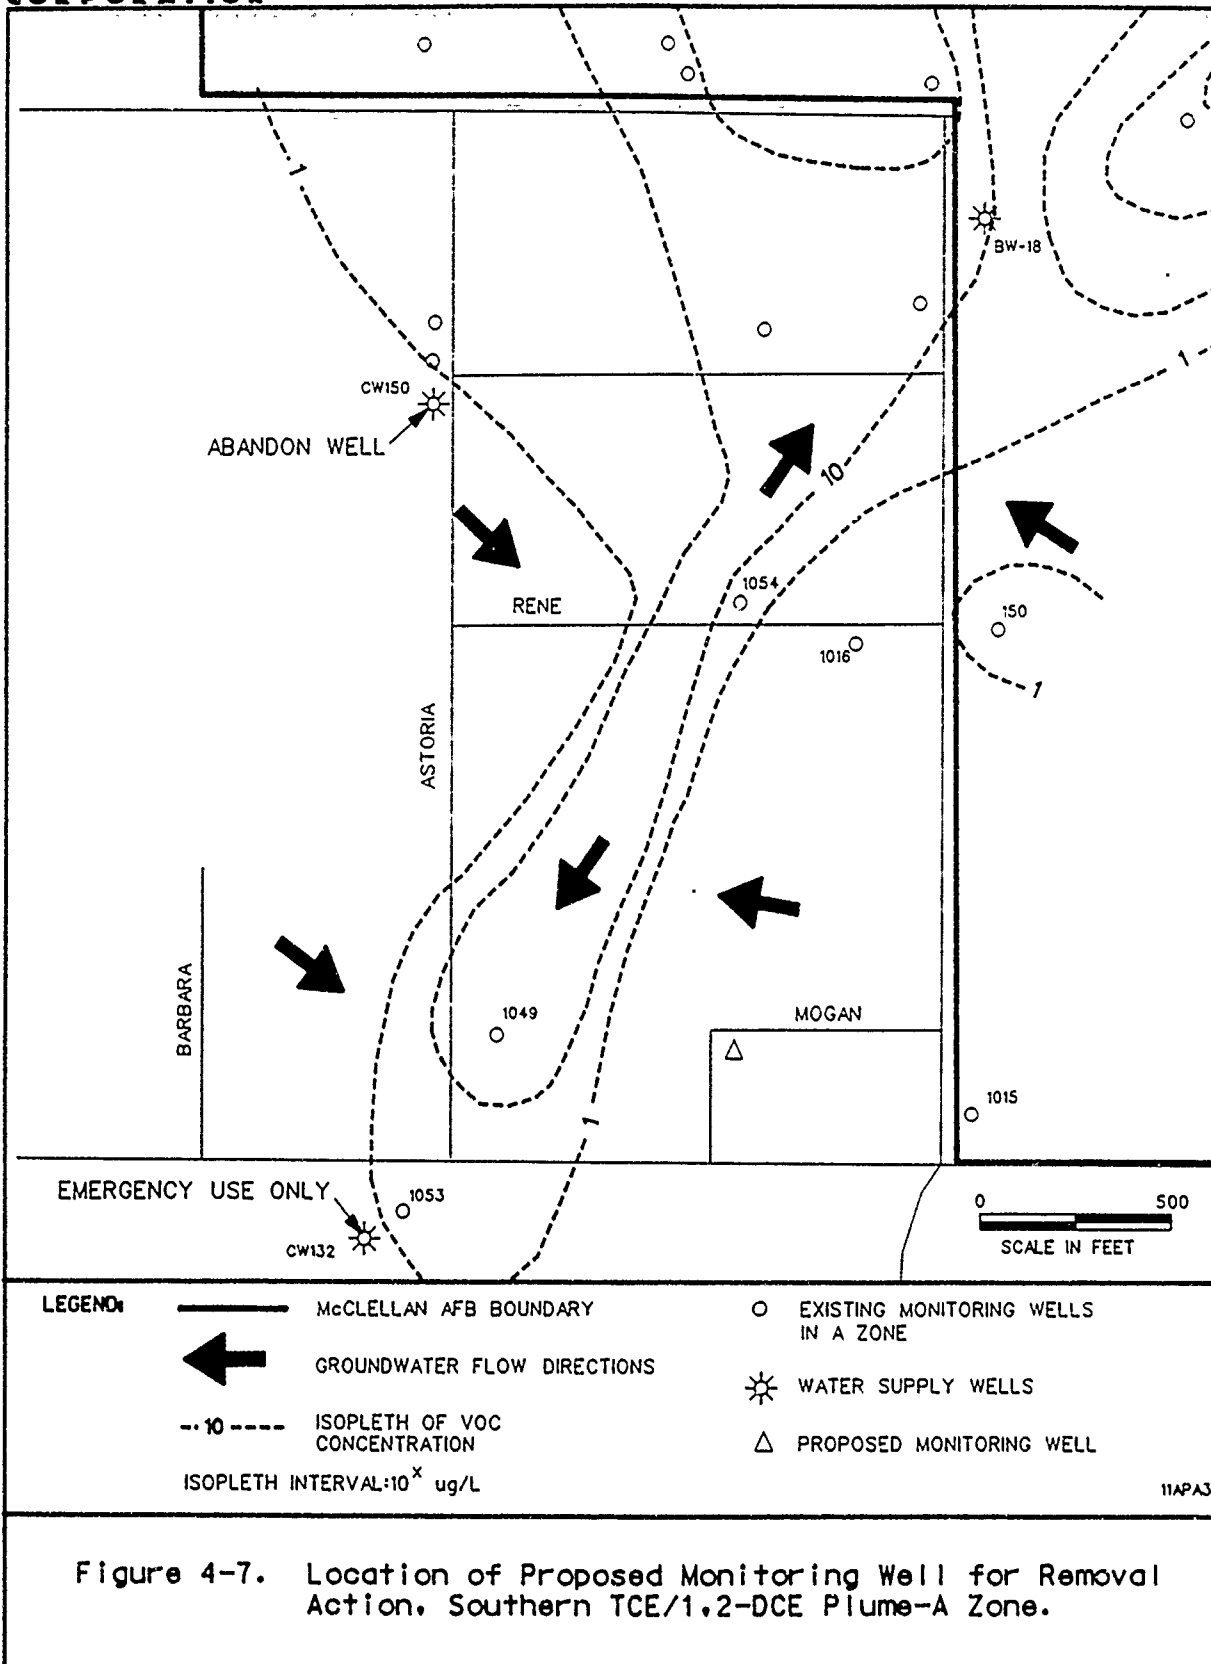 CORPORATION
1
BW-18
1
CW150
ABANDON WELL
10
1054
RENE
150
1016
1
ASTORIA
1049
MOGAN
BARBARA
1015
1
EMERGENCY USE ONLY
1053
CW132
0 500
SCALE IN FEET
LEGEND:
McCLELLAN AFB BOUNDARY
GROUNDWATER FLOW DIRECTIONS
10
ISOPLETH OF VOC
CONCENTRATION
ISOPLETH INTERVAL:10^x ug/L
EXISTING MONITORING WELLS
IN A ZONE
WATER SUPPLY WELLS
PROPOSED MONITORING WELL
11APA3
Figure 4-7. Location of Proposed Monitoring Well for Removal
Action, Southern TCE/1,2-DCE Plume-A Zone.